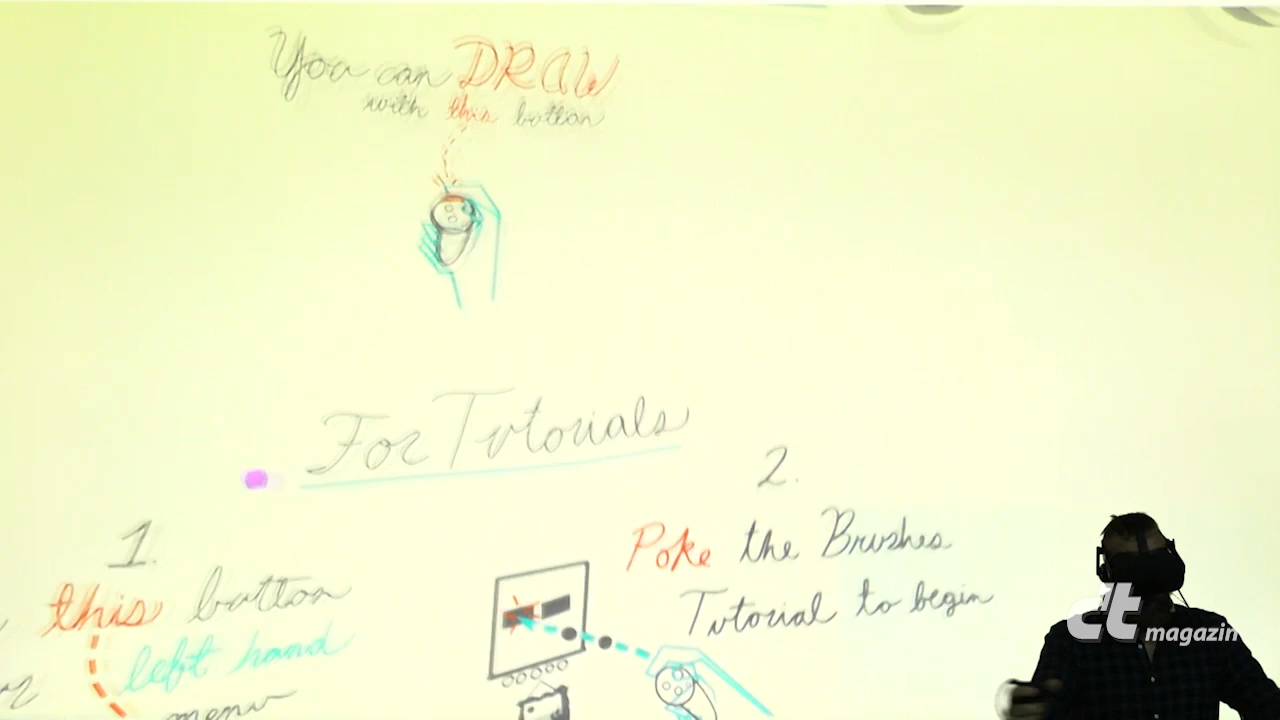 You can DRAW
with this button
For Tutorials
1.
this button
left hand
menu
2.
Poke the Brushes
Tutorial to begin
c't magazin